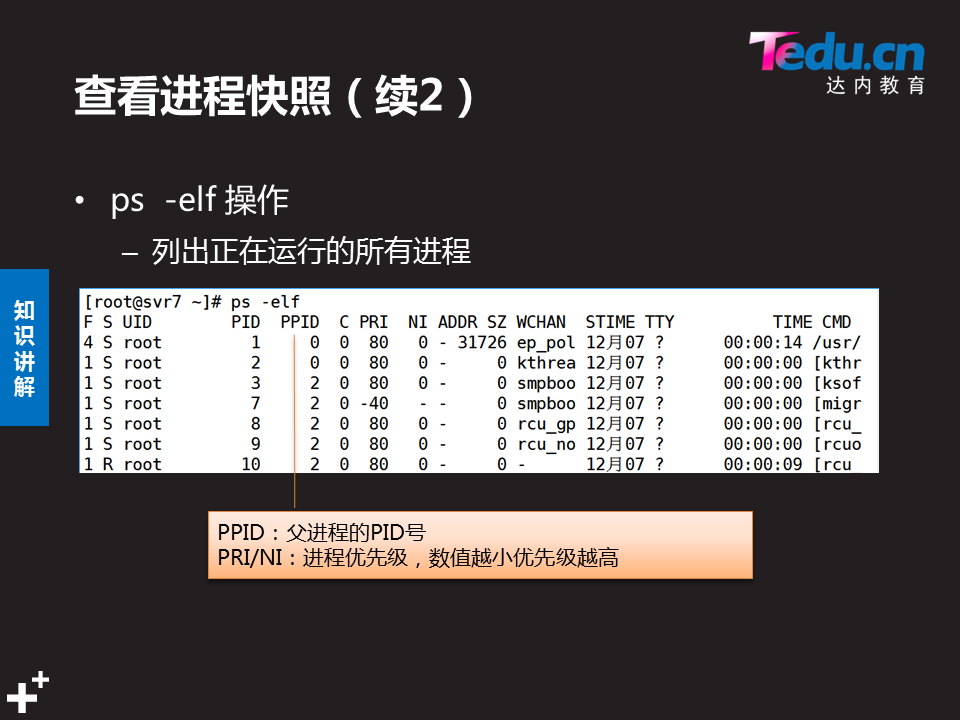 Tedu.cn
达内教育
查看进程快照（续2）
• ps -elf 操作
– 列出正在运行的所有进程
知识讲解
[root@svr7 ~]# ps -elf
F S UID        PID  PPID  C PRI  NI ADDR SZ WCHAN  STIME TTY          TIME CMD
4 S root         1     0  0  80   0 - 31726 ep_pol 12月07 ?      00:00:14 /usr/
1 S root         2     0  0  80   0 -     0 kthrea 12月07 ?      00:00:00 [kthr
1 S root         3     2  0  80   0 -     0 smpboo 12月07 ?      00:00:00 [ksof
1 S root         7     2  0 -40   - -     0 smpboo 12月07 ?      00:00:00 [migr
1 S root         8     2  0  80   0 -     0 rcu_gp 12月07 ?      00:00:00 [rcu_
1 S root         9     2  0  80   0 -     0 rcu_no 12月07 ?      00:00:00 [rcuo
1 R root        10     2  0  80   0 -     0 -      12月07 ?      00:00:09 [rcu_
PPID：父进程的PID号
PRI/NI：进程优先级，数值越小优先级越高